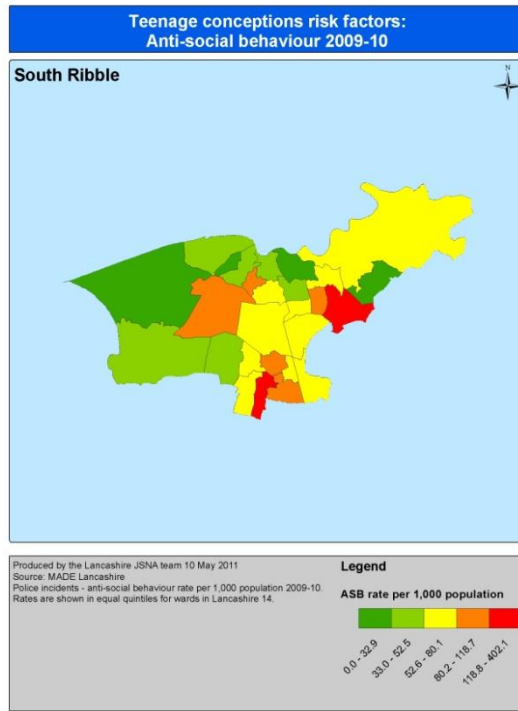 Teenage conceptions risk factors:
Anti-social behaviour 2009-10
South Ribble
N
Produced by the Lancashire JSNA team 10 May 2011
Source: MADE Lancashire
Police incidents - anti-social behaviour rate per 1,000 population 2009-10.
Rates are shown in equal quintiles for wards in Lancashire 14.
Legend
ASB rate per 1,000 population
0.0 - 32.9
33.0 - 52.5
52.6 - 80.1
80.2 - 118.7
118.8 - 402.1